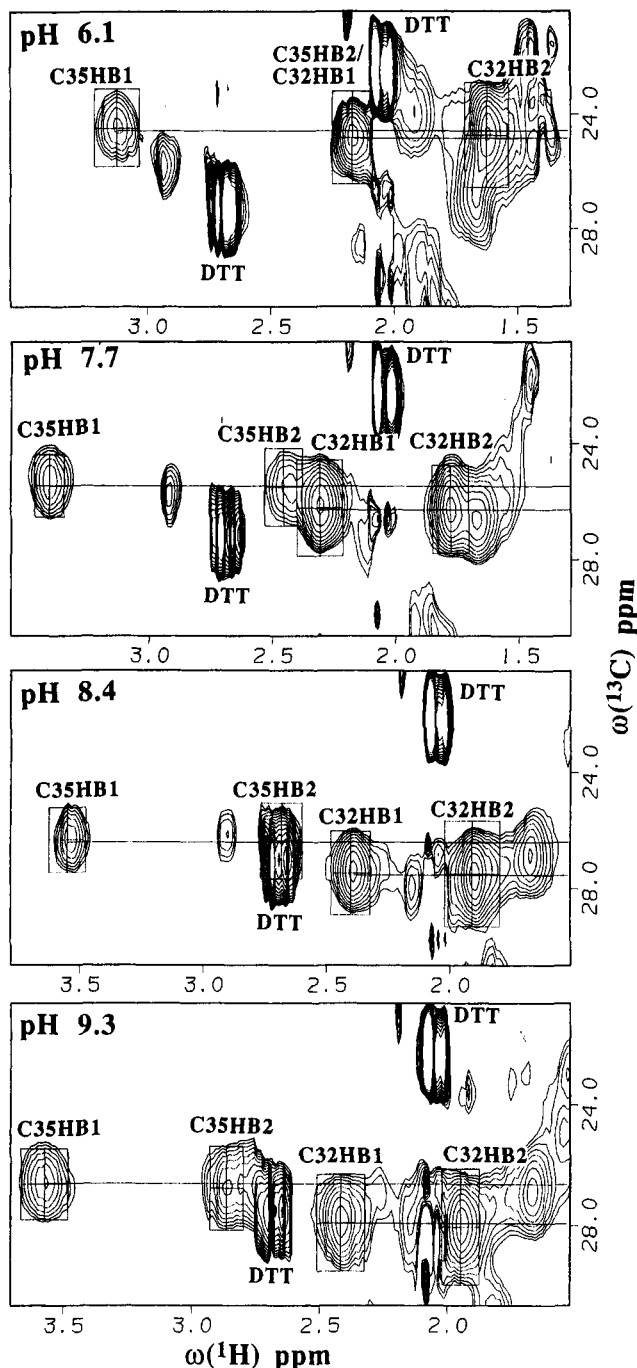 pH 6.1
DTT
C35HB1
C35HB2/
C32HB1
C32HB2
24.0
28.0
DTT
3.0 2.5 2.0 1.5
pH 7.7
DTT
C35HB1
C35HB2
C32HB1
C32HB2
24.0
28.0
DTT
3.0 2.5 2.0 1.5
ω(13C) ppm
pH 8.4
DTT
C35HB1
C35HB2
C32HB1
C32HB2
24.0
28.0
DTT
3.5 3.0 2.5 2.0
pH 9.3
DTT
C35HB1
C35HB2
C32HB1
C32HB2
24.0
28.0
DTT
3.5 3.0 2.5 2.0
ω(1H) ppm